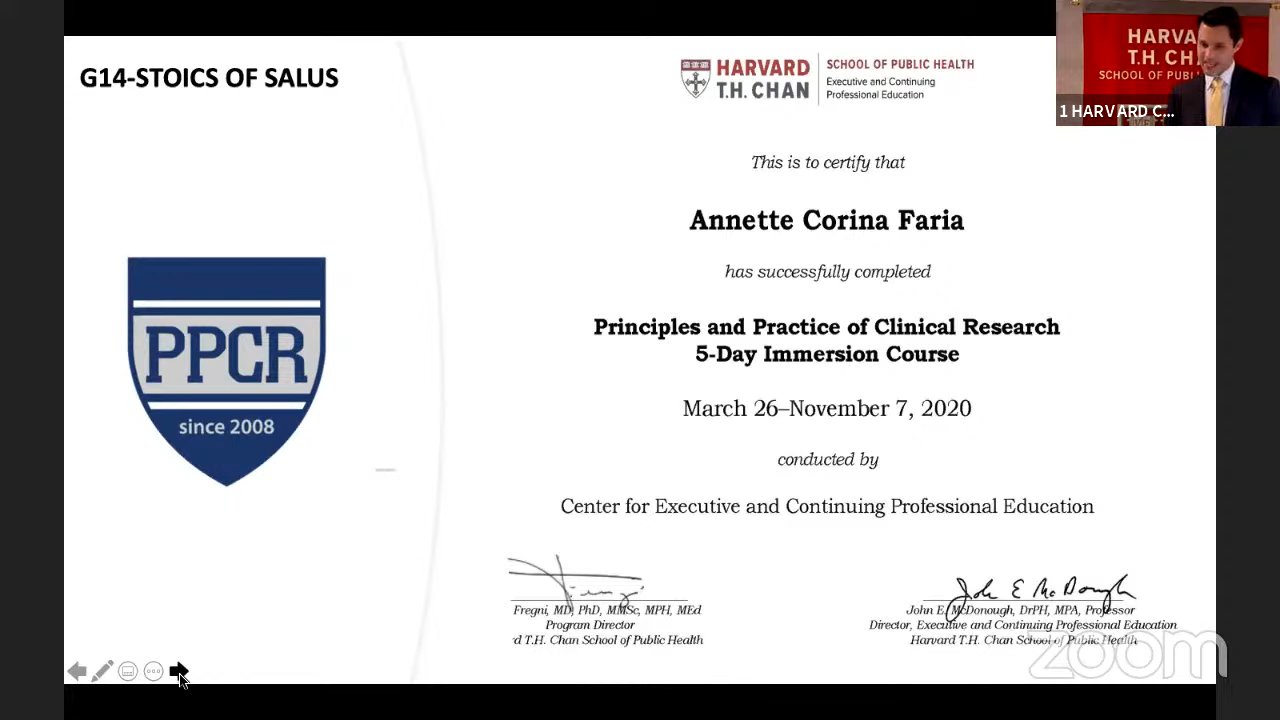 G14-STOICS OF SALUS
HARVARD
T.H. CHAN
SCHOOL OF PUBLIC HEALTH
Executive and Continuing
Professional Education
HARVA
T.H. CH
SCHOOL OF PUBL
1 HARVARD C...
This is to certify that
Annette Corina Faria
has successfully completed
Principles and Practice of Clinical Research
5-Day Immersion Course
March 26–November 7, 2020
conducted by
Center for Executive and Continuing Professional Education
PPCR
since 2008
John E McDonough
Fregni, MD, PhD, MMSc, MPH, MEd
Program Director
d T.H. Chan School of Public Health
John E. McDonough, DrPH, MPA, Professor
Director, Executive and Continuing Professional Education
Harvard T.H. Chan School of Public Health
zoom